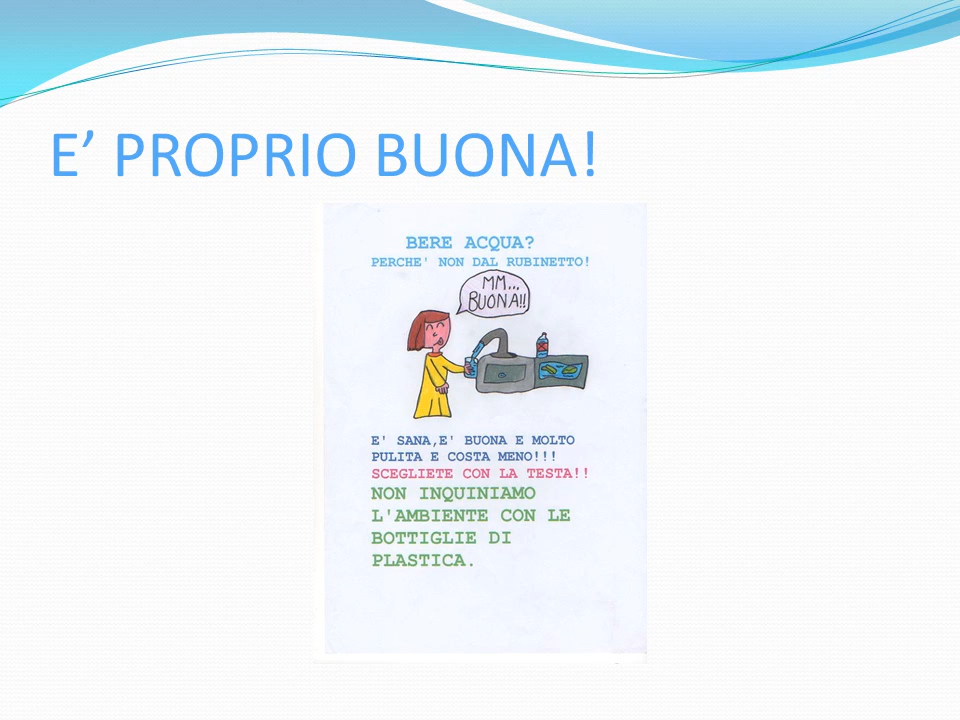 E’ PROPRIO BUONA!
BERE ACQUA?
PERCHE' NON DAL RUBINETTO!
MM...
BUONA!!
E' SANA,E' BUONA E MOLTO
PULITA E COSTA MENO!!!
SCEGLIETE CON LA TESTA!!
NON INQUINIAMO
L'AMBIENTE CON LE
BOTTIGLIE DI
PLASTICA.